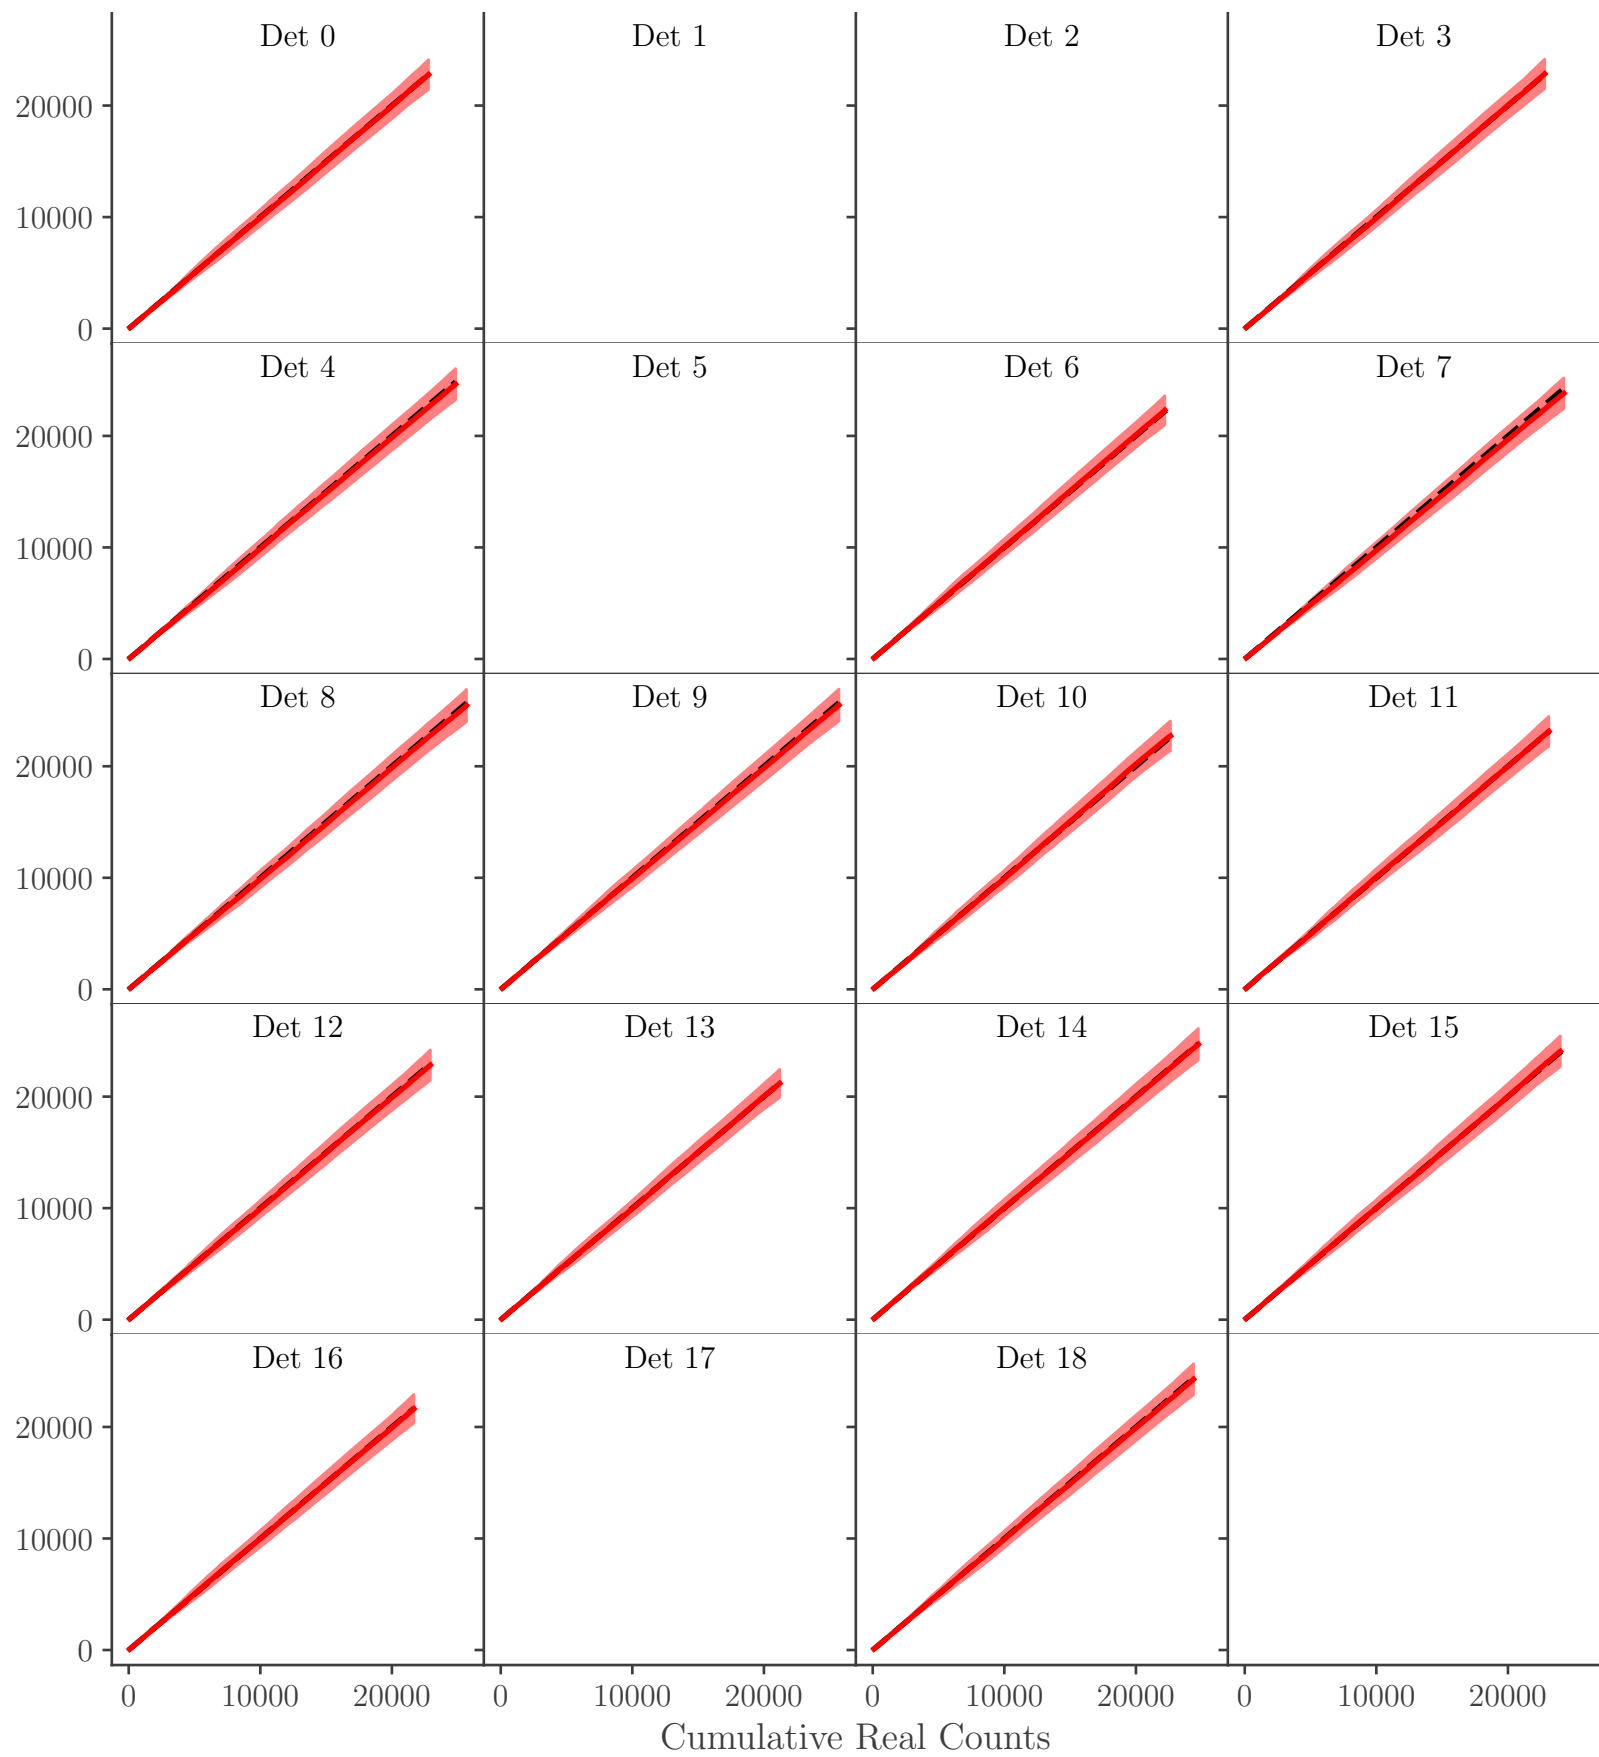 Det 0 Det 1 Det 2 Det 3
20000
10000
0
Det 4 Det 5 Det 6 Det 7
20000
10000
0
Det 8 Det 9 Det 10 Det 11
20000
10000
0
Det 12 Det 13 Det 14 Det 15
20000
10000
0
Det 16 Det 17 Det 18
20000
10000
0
0 10000 20000 0 10000 20000 0 10000 20000 0 10000 20000
Cumulative Real Counts